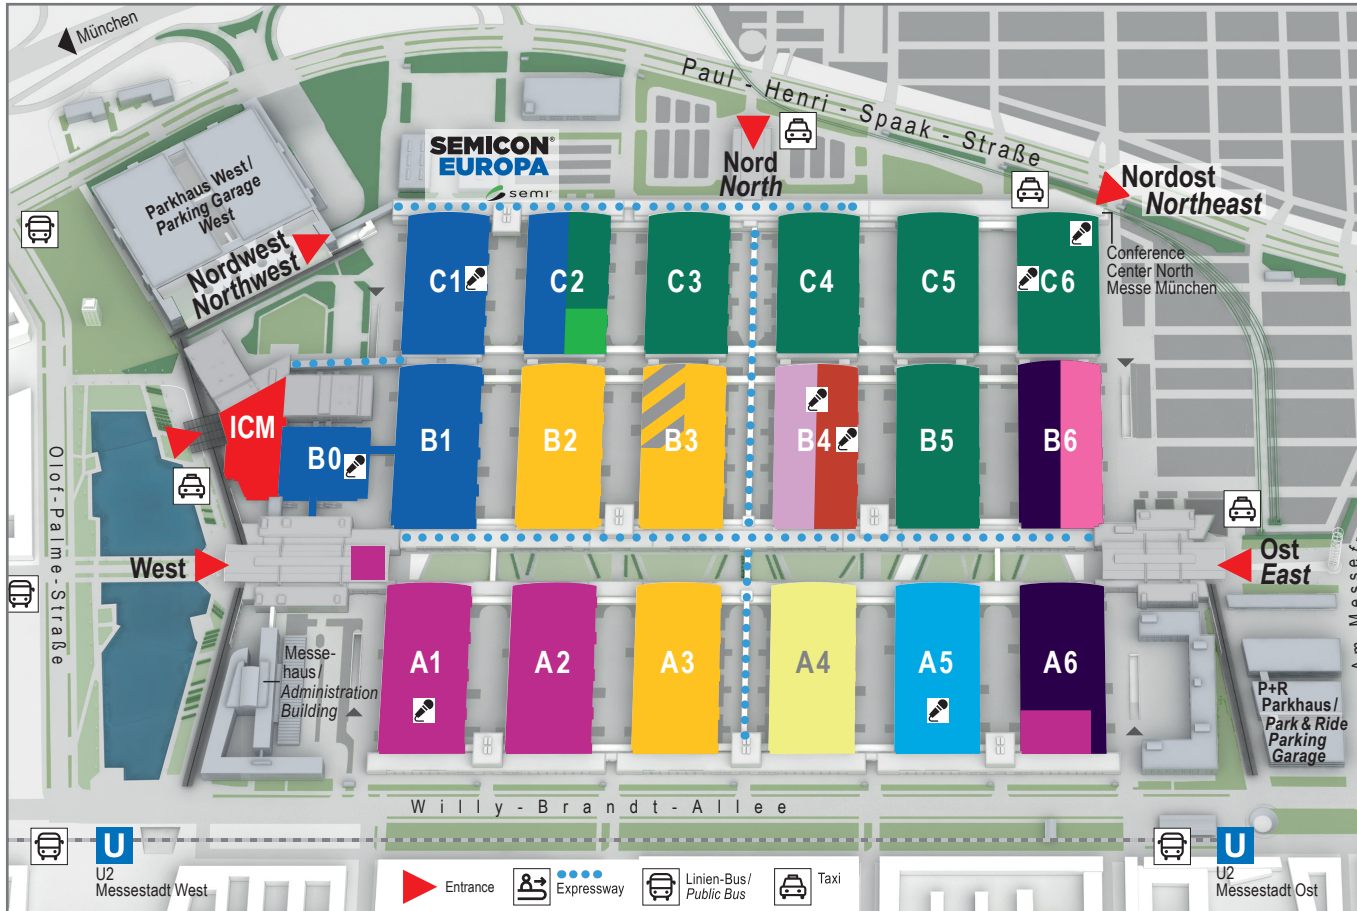 München
SEMICON®
EUROPA
semi
Paul-Henri-Spaak-Straße
Nord
North
Nordost
Northeast
Parkhaus West/
Parking Garage
West
Nordwest
Northwest
Conference
Center North
Messe München
C1
C2
C3
C4
C5
C6
ICM
B0
B1
B2
B3
B4
B5
B6
Olof-Palme-Straße
West
Ost
East
Am Messe
A1
A2
A3
A4
A5
A6
Messe-
haus/
Administration
Building
P+R
Parkhaus/
Park & Ride
Parking
Garage
Willy-Brandt-Allee
U
U2
Messestadt West
U
U2
Messestadt Ost
Entrance
Expressway
Linien-Bus/
Public Bus
Taxi